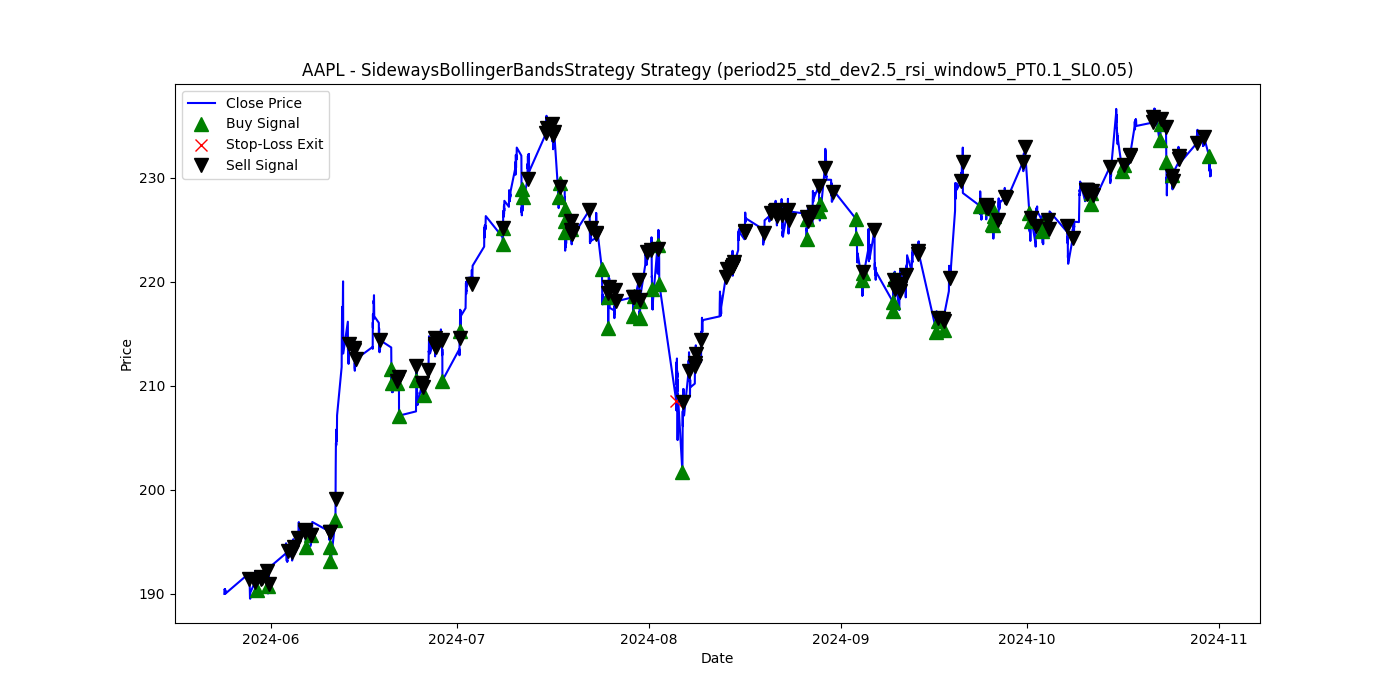 AAPL - SidewaysBollingerBandsStrategy Strategy (period25_std_dev2.5_rsi_window5_PT0.1_SL0.05)
Close Price
Buy Signal
Stop-Loss Exit
Sell Signal
Price
230
220
210
200
190
2024-06 2024-07 2024-08 2024-09 2024-10 2024-11
Date